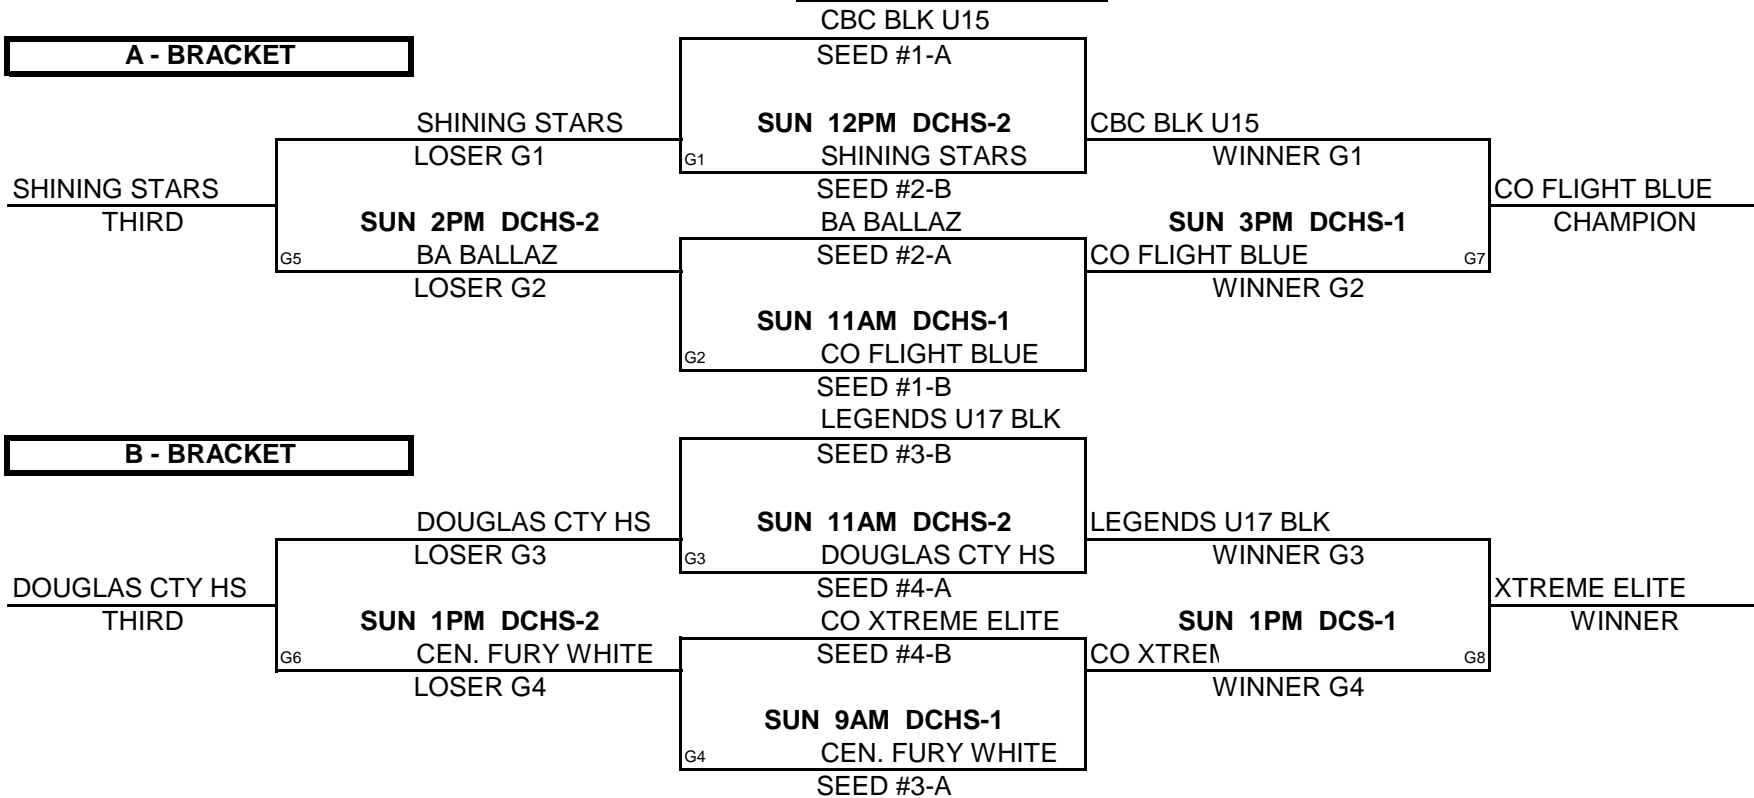 CBC BLK U15
A - BRACKET
SEED #1-A
SHINING STARS
SUN 12PM DCHS-2
CBC BLK U15
LOSER G1
G1
SHINING STARS
WINNER G1
SHINING STARS
SEED #2-B
CO FLIGHT BLUE
THIRD
SUN 2PM DCHS-2
BA BALLAZ
SUN 3PM DCHS-1
CHAMPION
G5
BA BALLAZ
SEED #2-A
CO FLIGHT BLUE
G7
LOSER G2
WINNER G2
SUN 11AM DCHS-1
G2
CO FLIGHT BLUE
SEED #1-B
LEGENDS U17 BLK
B - BRACKET
SEED #3-B
DOUGLAS CTY HS
SUN 11AM DCHS-2
LEGENDS U17 BLK
LOSER G3
G3
DOUGLAS CTY HS
WINNER G3
DOUGLAS CTY HS
SEED #4-A
XTREME ELITE
THIRD
SUN 1PM DCHS-2
CO XTREME ELITE
SUN 1PM DCS-1
WINNER
G6
CEN. FURY WHITE
SEED #4-B
CO XTREM
G8
LOSER G4
WINNER G4
SUN 9AM DCHS-1
G4
CEN. FURY WHITE
SEED #3-A